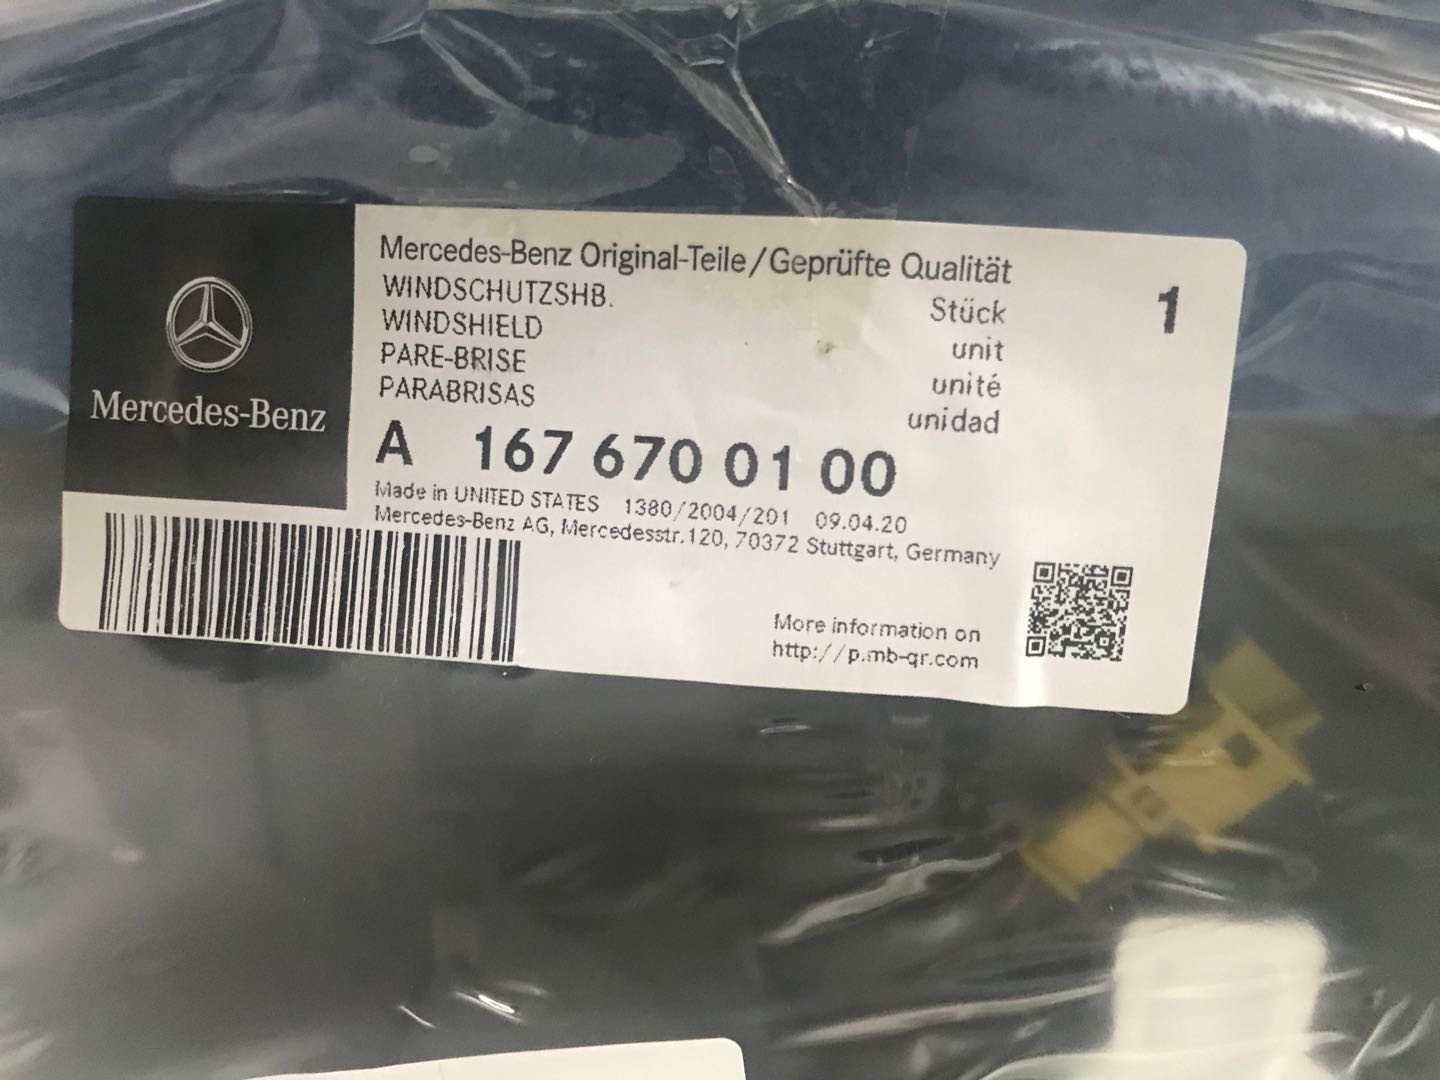 Mercedes-Benz
Mercedes-Benz Original-Teile/Geprüfte Qualität
WINDSCHUTZSHB. Stück 1
WINDSHIELD unit
PARE-BRISE unité
PARABRISAS unidad
A 167 670 01 00
Made in UNITED STATES 1380/2004/201 09.04.20
Mercedes-Benz AG, Mercedesstr.120, 70372 Stuttgart, Germany
More information on
http://p.mb-qr.com